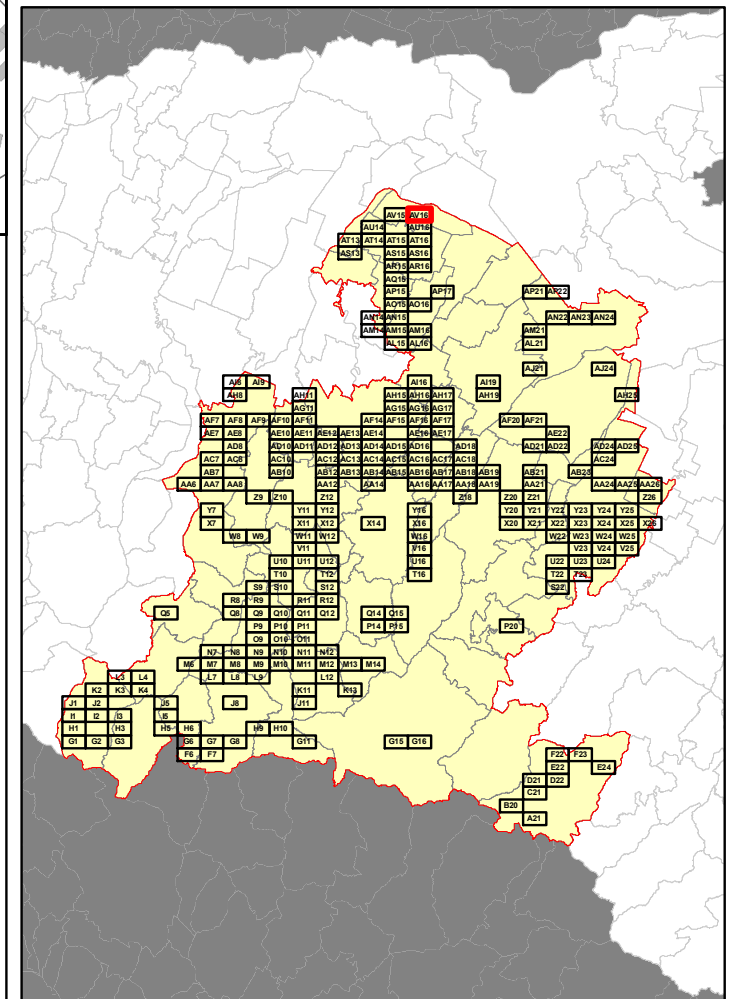 AV15 AV16
AU14 AU16
AT13 AT14 AT15 AT16
AS13 AS15 AS16
AR15 AR16
AQ15
AP15 AP17 AP21 AP22
AO15 AO16
AN14 AN15 AN22 AN23 AN24
AM14 AM15 AM16 AM21
AL15 AL16 AL21
AJ21 AJ24
AI8 AI9 AI16 AI19
AH8 AH11 AH15 AH16 AH17 AH19 AH25
AG11 AG15 AG16 AG17
AF7 AF8 AF9 AF10 AF11 AF14 AF15 AF16 AF17 AF20 AF21
AE7 AE8 AE10 AE11 AE12 AE13 AE14 AE16 AE17 AE22
AD8 AD10 AD11 AD12 AD13 AD14 AD15 AD16 AD18 AD21 AD22 AD24 AD25
AC7 AC8 AC10 AC12 AC13 AC14 AC15 AC16 AC17 AC18 AC24
AB7 AB10 AB12 AB13 AB14 AB15 AB16 AB17 AB18 AB19 AB21 AB23
AA6 AA7 AA8 AA12 AA14 AA16 AA17 AA18 AA19 AA21 AA24 AA25 AA26
Z9 Z10 Z12 Z18 Z20 Z21 Z26
Y7 Y11 Y12 Y16 Y20 Y21 Y22 Y23 Y24 Y25
X7 X11 X12 X14 X16 X20 X21 X22 X23 X24 X25 X26
W8 W9 W11 W12 W16 W22 W23 W24 W25
V11 V16 V23 V24 V25
U10 U11 U12 U16 U22 U23 U24
T10 T12 T16 T22 T23
S9 S10 S12 S22
R8 R9 R11 R12
Q5 Q8 Q9 Q10 Q11 Q12 Q14 Q15
P9 P10 P11 P14 P15 P20
O9 O10 O11
N7 N8 N9 N10 N11 N12
M6 M7 M8 M9 M10 M11 M12 M13 M14
L3 L4 L7 L8 L9 L12
K2 K3 K4 K11 K13
J1 J2 J5 J8 J11
I1 I2 I3 I5
H1 H3 H5 H6 H9 H10
G1 G2 G3 G6 G7 G8 G11 G15 G16
F6 F7 F22 F23
E22 E24
D21 D22
C21
B20
A21